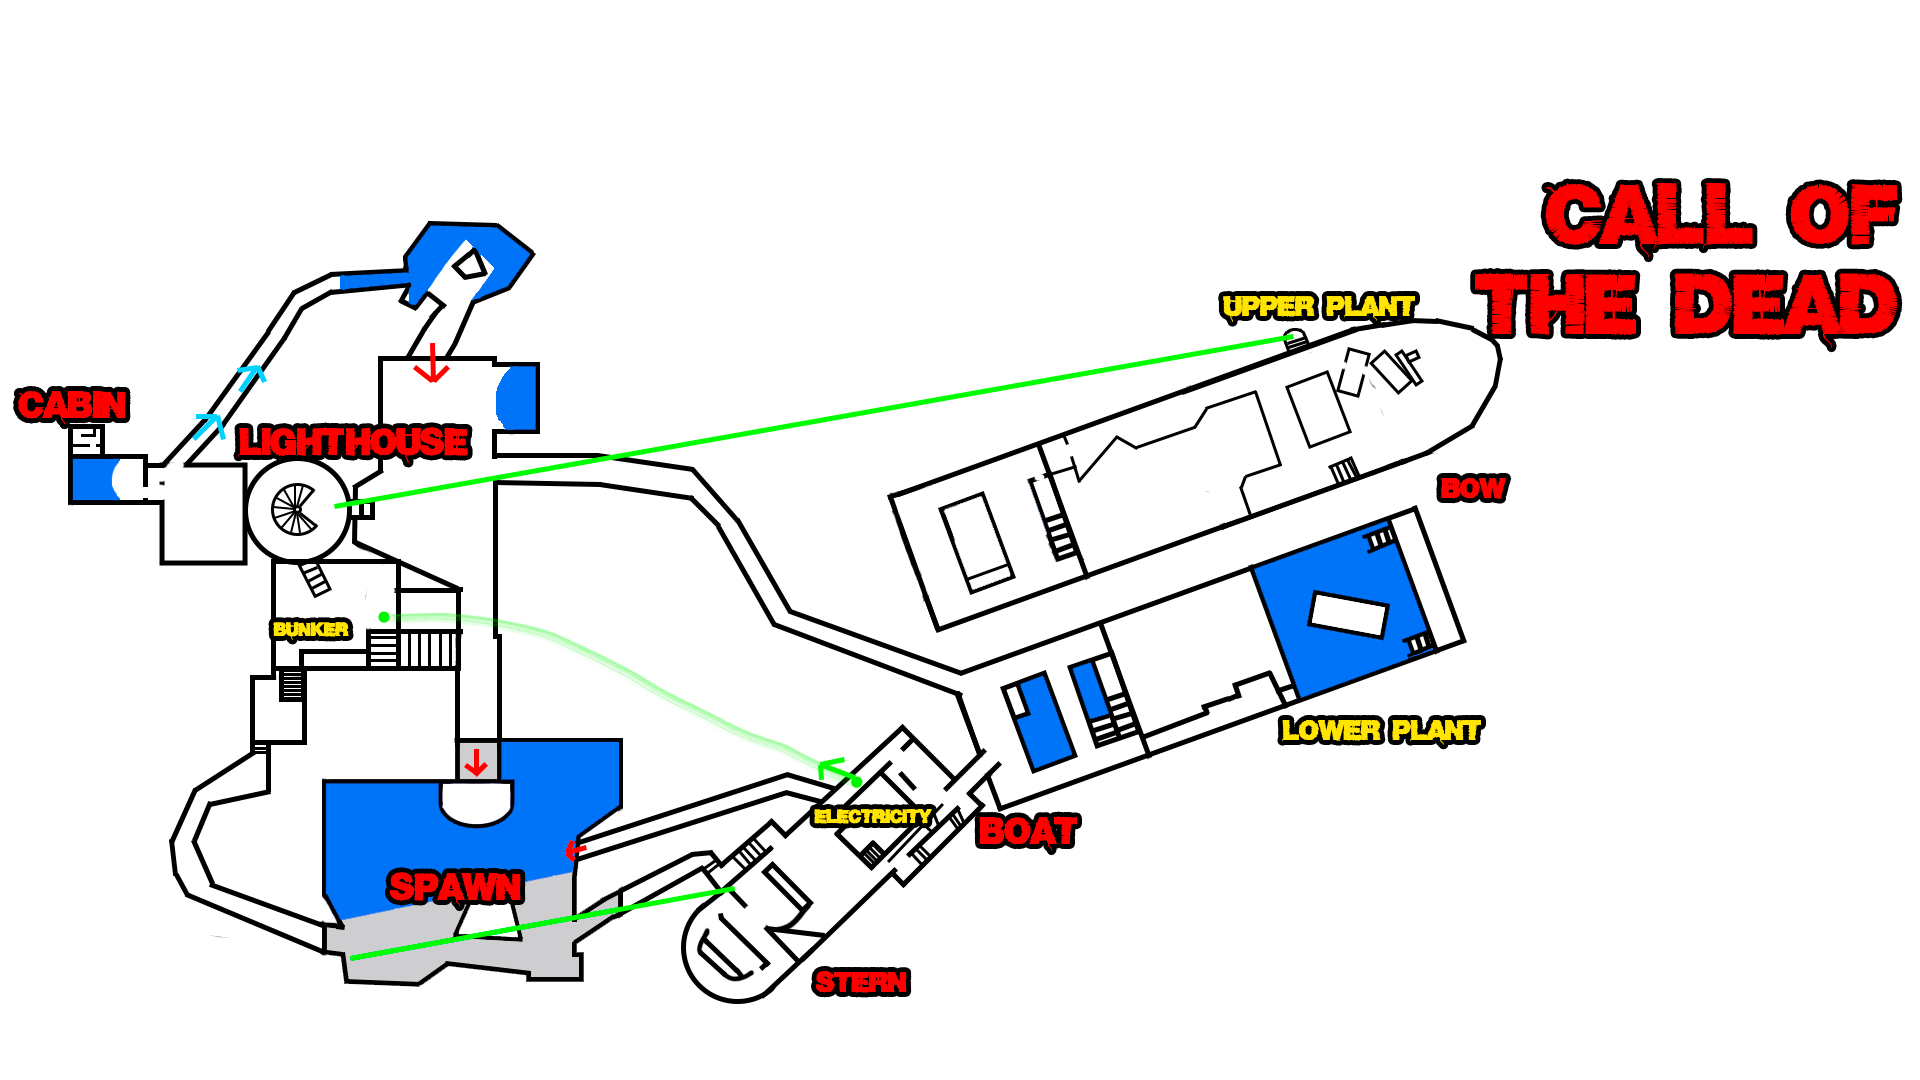 CALL OF
THE DEAD
UPPER PLANT
CABIN
LIGHTHOUSE
BOW
BUNKER
LOWER PLANT
ELECTRICITY
BOAT
SPAWN
STERN